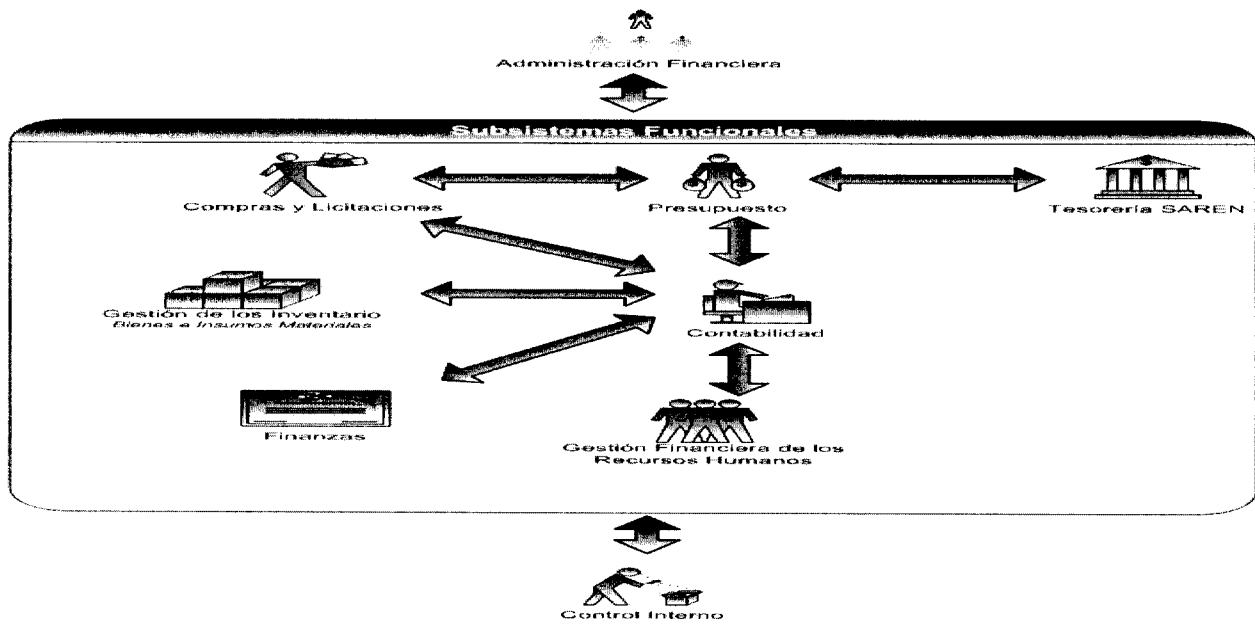 Administración Financiera
Subsistemas Funcionales
Compras y Licitaciones
Presupuesto
Tesorería SAREN
Gestión de los Inventario
Bienes e Insumos Materiales
Contabilidad
Finanzas
Gestión Financiera de los
Recursos Humanos
Control Interno